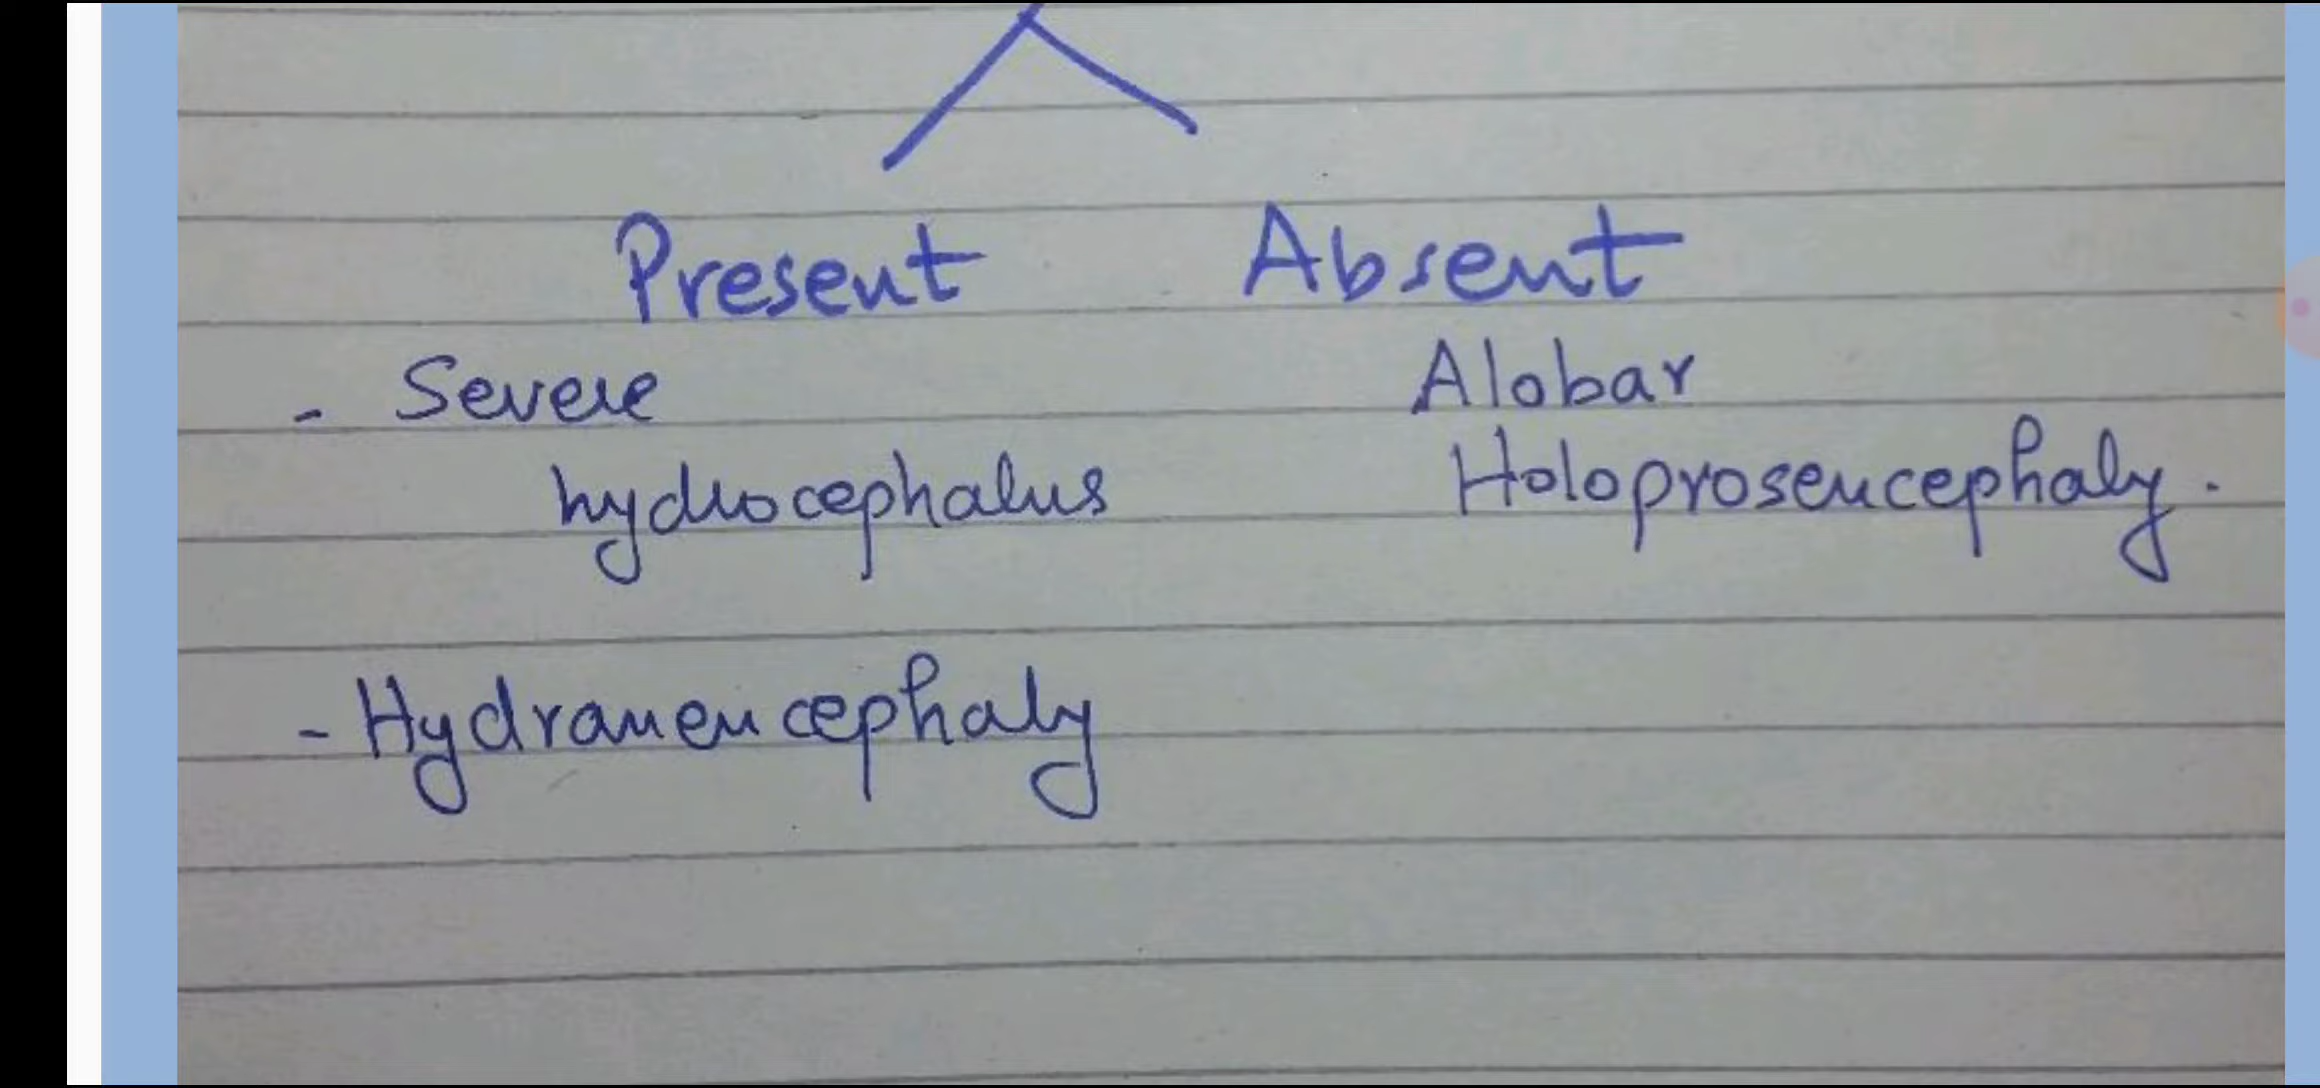 Present Absent
- Severe Alobar
hydrocephalus Holoprosencephaly.
- Hydranencephaly